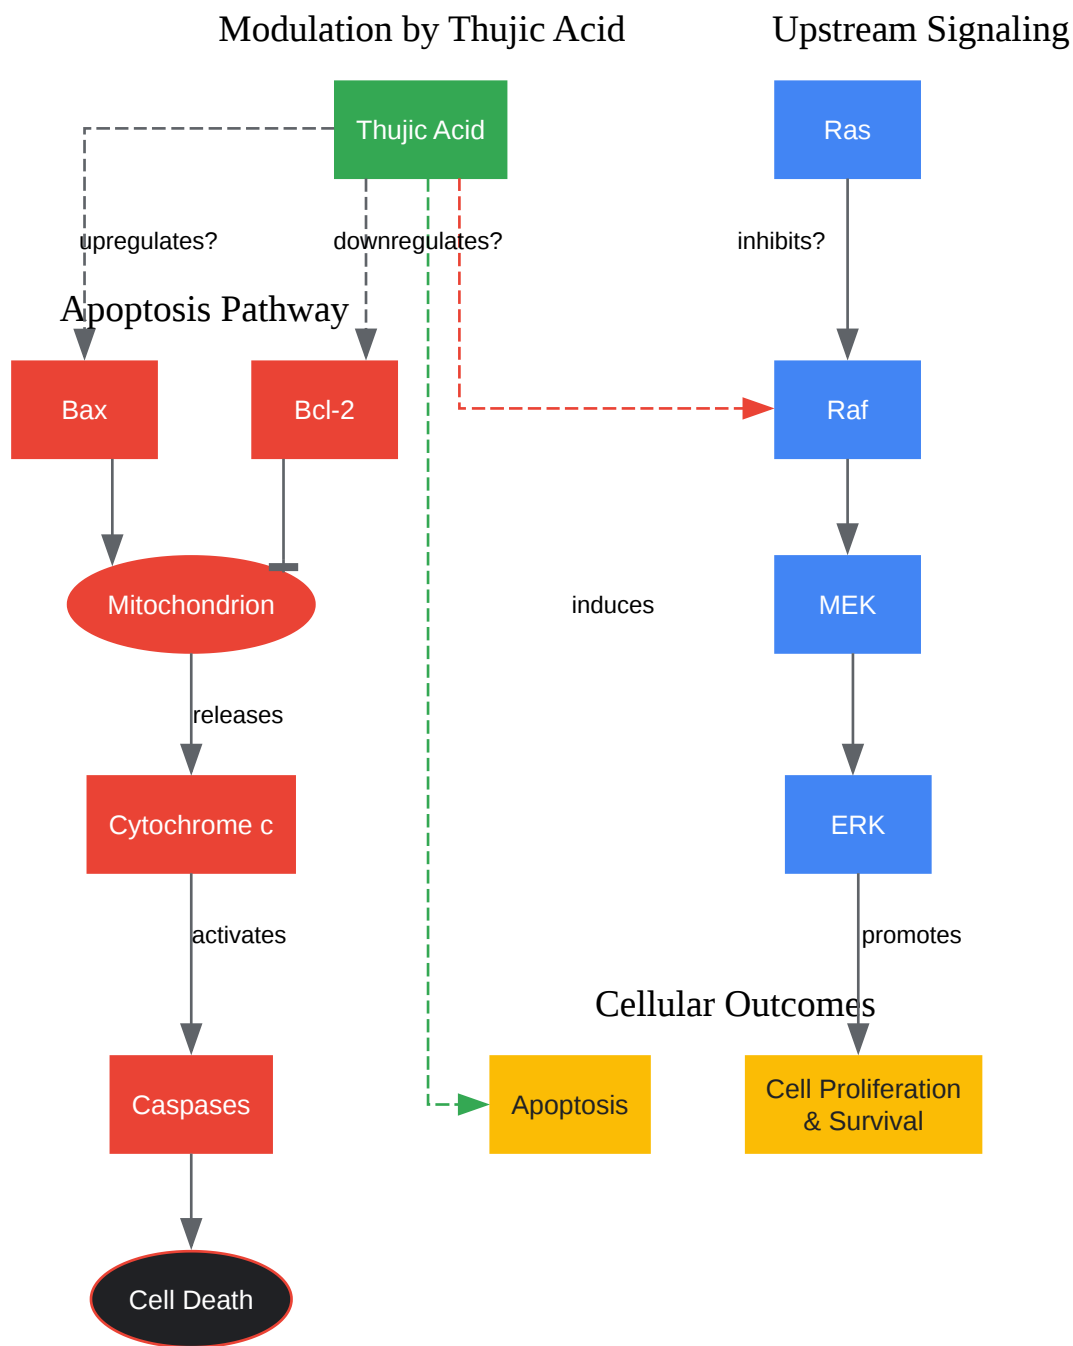 Modulation by Thujic Acid
Upstream Signaling
Thujic Acid
Ras
upregulates?
downregulates?
inhibits?
Apoptosis Pathway
Bax
Bcl-2
Raf
Mitochondrion
induces
MEK
releases
Cytochrome c
ERK
activates
promotes
Cellular Outcomes
Caspases
Apoptosis
Cell Proliferation
& Survival
Cell Death